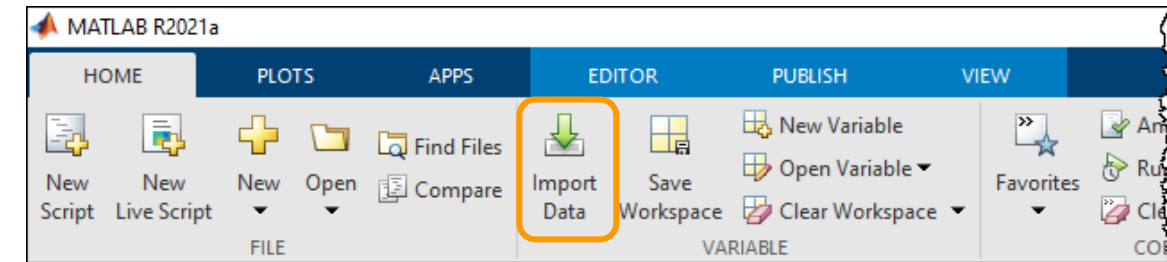 MATLAB R2021a
HOME PLOTS APPS EDITOR PUBLISH VIEW
New Script
New Live Script
New
Open
Find Files
Compare
Import Data
Save Workspace
New Variable
Open Variable
Clear Workspace
Favorites
FILE VARIABLE